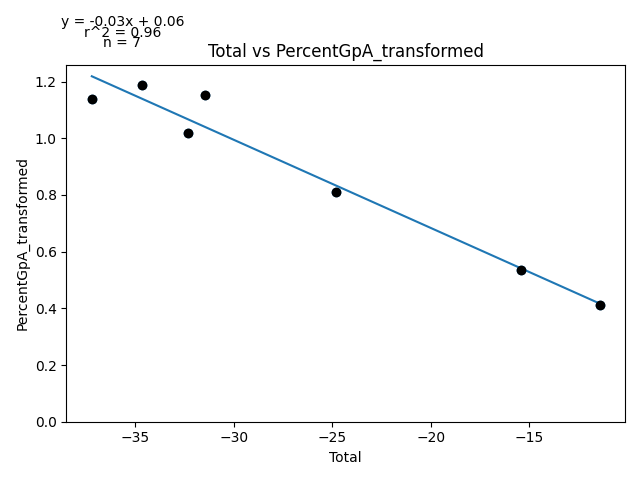 y = -0.03x + 0.06
r^2 = 0.96
n = 7
Total vs PercentGpA_transformed
PercentGpA_transformed
1.2
1.0
0.8
0.6
0.4
0.2
0.0
−35
−30
−25
−20
−15
Total